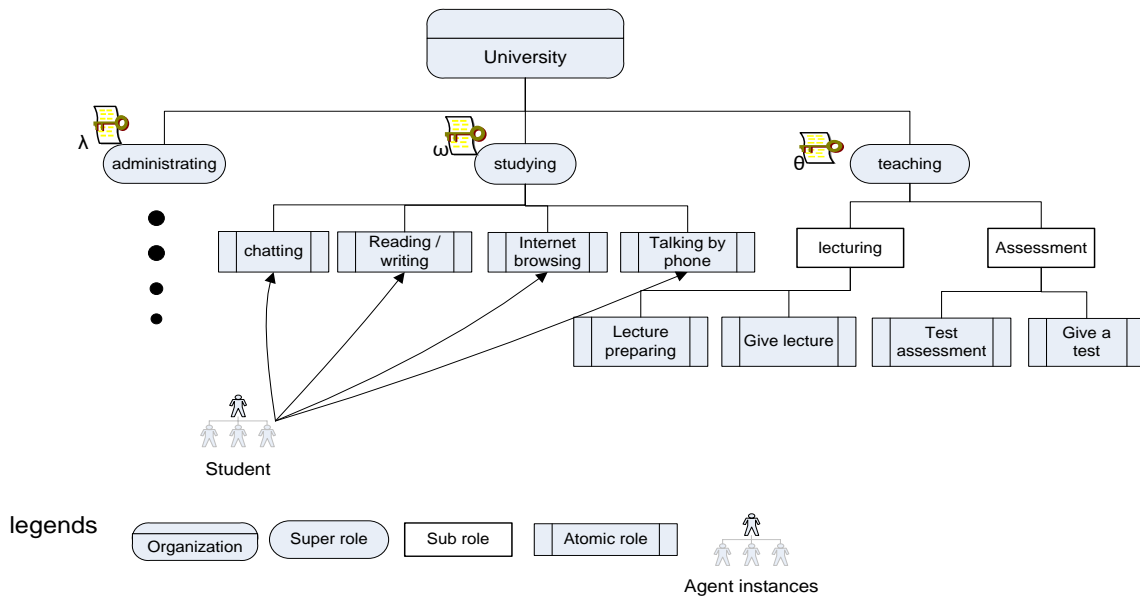 University
λ
administrating
ω
studying
θ
teaching
chatting
Reading /
writing
Internet
browsing
Talking by
phone
lecturing
Assessment
Lecture
preparing
Give lecture
Test
assessment
Give a
test
Student
legends
Organization
Super role
Sub role
Atomic role
Agent instances